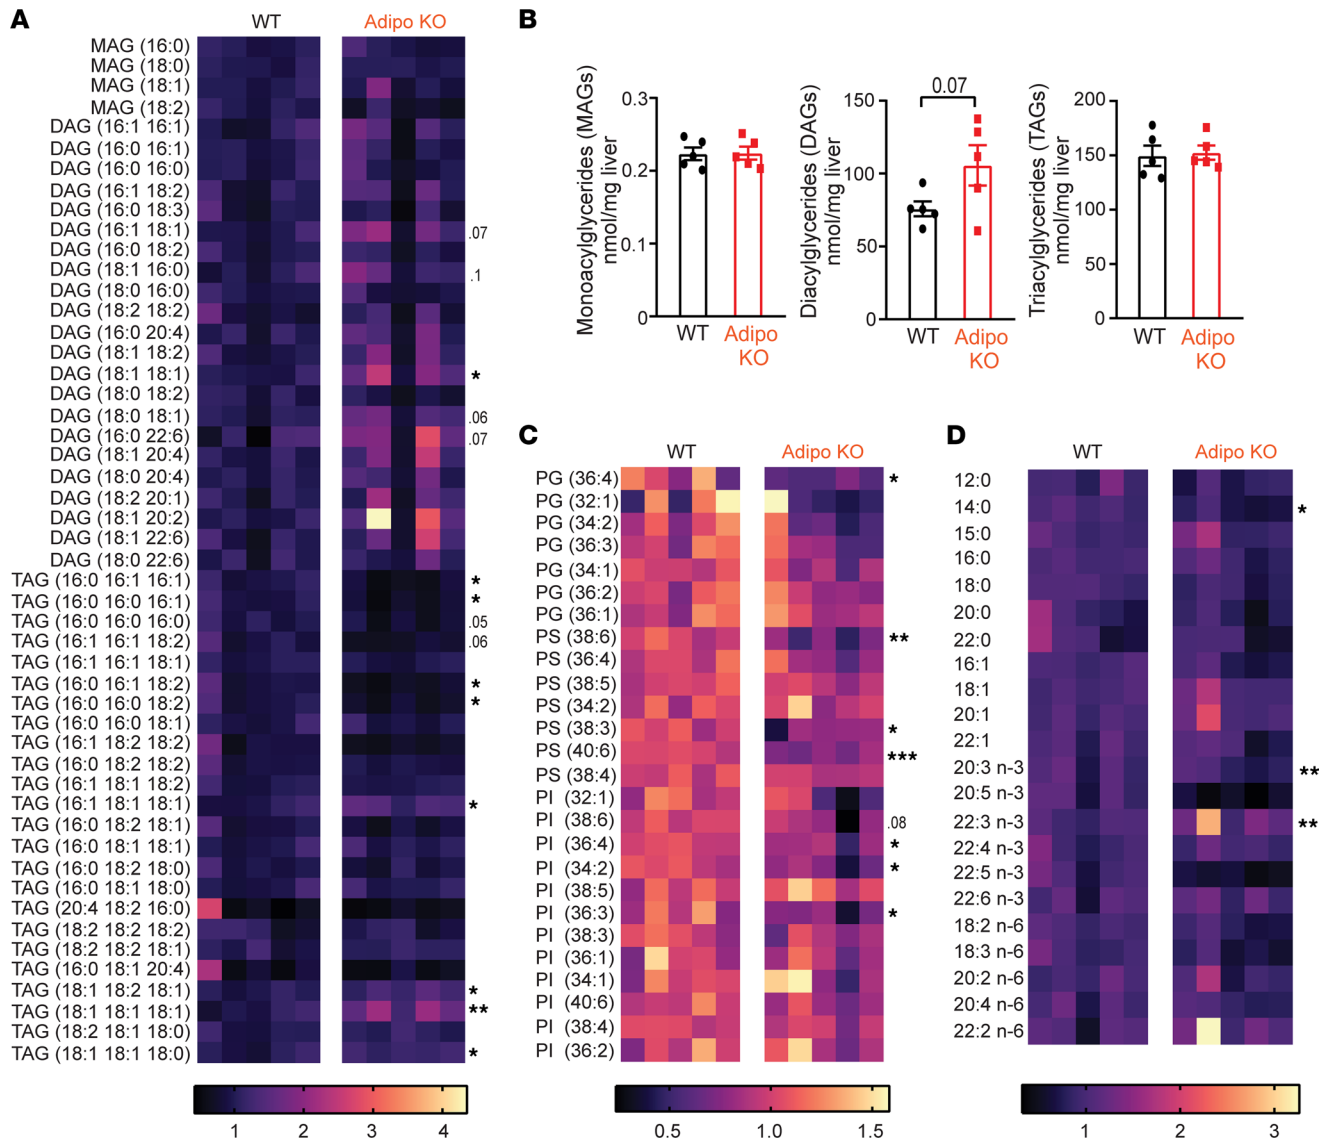 A
WT
Adipo KO
MAG (16:0)
MAG (18:0)
MAG (18:1)
MAG (18:2)
DAG (16:1 16:1)
DAG (16:0 16:1)
DAG (16:0 16:0)
DAG (16:1 18:2)
DAG (16:0 18:3)
DAG (16:1 18:1)
.07
DAG (16:0 18:2)
DAG (18:1 16:0)
.1
DAG (18:0 16:0)
DAG (18:2 18:2)
DAG (16:0 20:4)
DAG (18:1 18:2)
DAG (18:1 18:1)
*
DAG (18:0 18:2)
DAG (18:0 18:1)
.06
DAG (16:0 22:6)
.07
DAG (18:1 20:4)
DAG (18:0 20:4)
DAG (18:2 20:1)
DAG (18:1 20:2)
DAG (18:1 22:6)
DAG (18:0 22:6)
TAG (16:0 16:1 16:1)
*
TAG (16:0 16:0 16:1)
*
TAG (16:0 16:0 16:0)
.05
TAG (16:1 16:1 18:2)
.06
TAG (16:1 16:1 18:1)
TAG (16:0 16:1 18:2)
*
TAG (16:0 16:0 18:2)
*
TAG (16:0 16:0 18:1)
TAG (16:1 18:2 18:2)
TAG (16:0 18:2 18:2)
TAG (16:1 18:1 18:2)
TAG (16:1 18:1 18:1)
*
TAG (16:0 18:2 18:1)
TAG (16:0 18:1 18:1)
TAG (16:0 18:2 18:0)
TAG (16:0 18:1 18:0)
TAG (20:4 18:2 16:0)
TAG (18:2 18:2 18:2)
TAG (18:2 18:2 18:1)
TAG (16:0 18:1 20:4)
TAG (18:1 18:2 18:1)
*
TAG (18:1 18:1 18:1)
**
TAG (18:2 18:1 18:0)
TAG (18:1 18:1 18:0)
*
1 2 3 4
B
Monoacylglycerides (MAGs)
nmol/mg liver
0.3
0.2
0.1
0
WT
Adipo
KO
Diacylglycerides (DAGs)
nmol/mg liver
150
100
50
0
0.07
WT
Adipo
KO
Triacylglycerides (TAGs)
nmol/mg liver
200
150
100
50
0
WT
Adipo
KO
C
WT
Adipo KO
PG (36:4)
*
PG (32:1)
PG (34:2)
PG (36:3)
PG (34:1)
PG (36:2)
PG (36:1)
PS (38:6)
**
PS (36:4)
PS (38:5)
PS (34:2)
PS (38:3)
*
PS (40:6)
***
PS (38:4)
PI (32:1)
PI (38:6)
.08
PI (36:4)
*
PI (34:2)
*
PI (38:5)
PI (36:3)
*
PI (38:3)
PI (36:1)
PI (34:1)
PI (40:6)
PI (38:4)
PI (36:2)
0.5 1.0 1.5
D
WT
Adipo KO
12:0
14:0
*
15:0
16:0
18:0
20:0
22:0
16:1
18:1
20:1
22:1
20:3 n-3
**
20:5 n-3
22:3 n-3
**
22:4 n-3
22:5 n-3
22:6 n-3
18:2 n-6
18:3 n-6
20:2 n-6
20:4 n-6
22:2 n-6
1 2 3